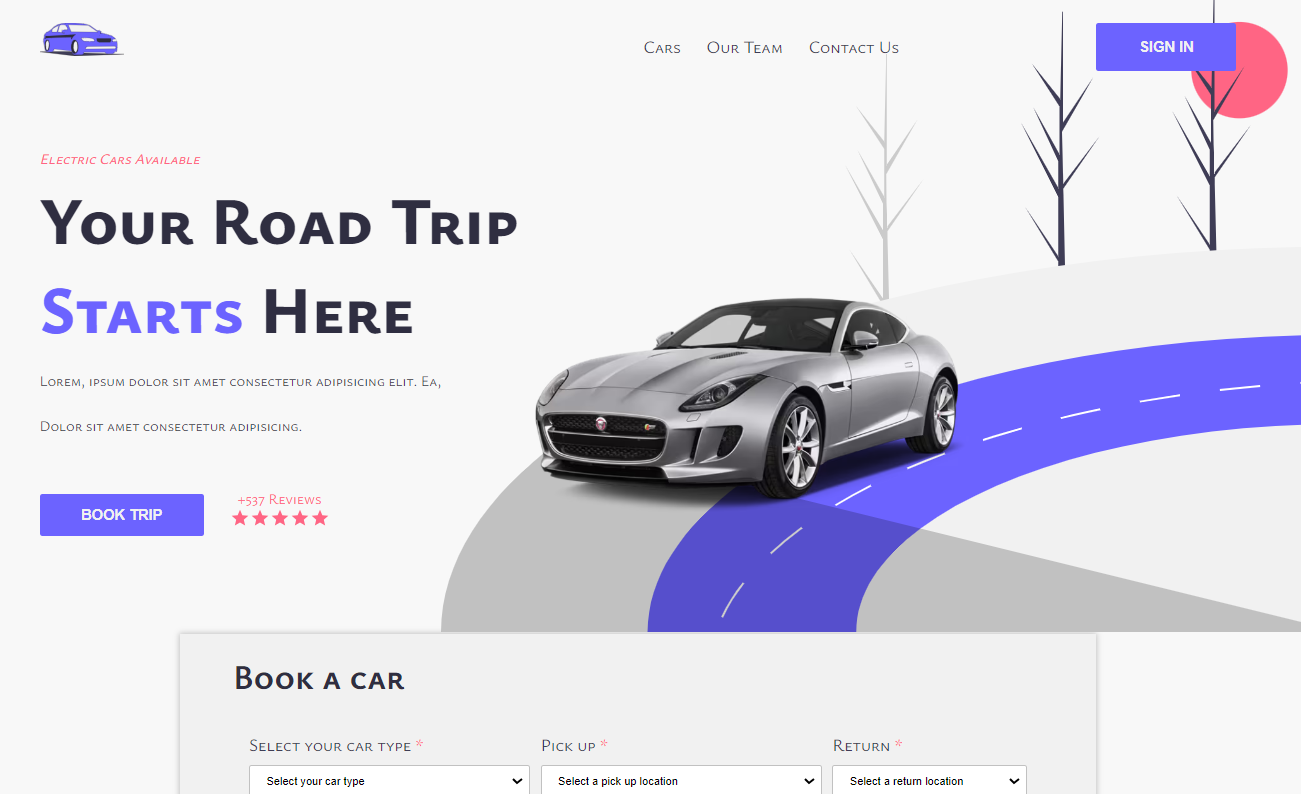 Cars Our Team Contact Us SIGN IN
Electric Cars Available
Your Road Trip
Starts Here
Lorem, ipsum dolor sit amet consectetur adipisicing elit. Ea,
Dolor sit amet consectetur adipisicing.
BOOK TRIP
+537 Reviews
Book a car
Select your car type *
Pick up *
Return *
Select your car type
Select a pick up location
Select a return location